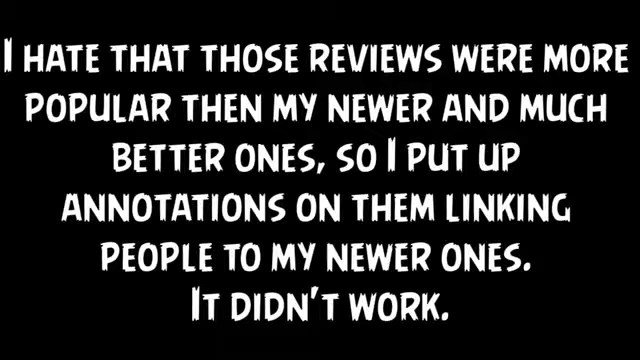 I hate that those reviews were more
popular then my newer and much
better ones, so I put up
annotations on them linking
people to my newer ones.
It didn't work.